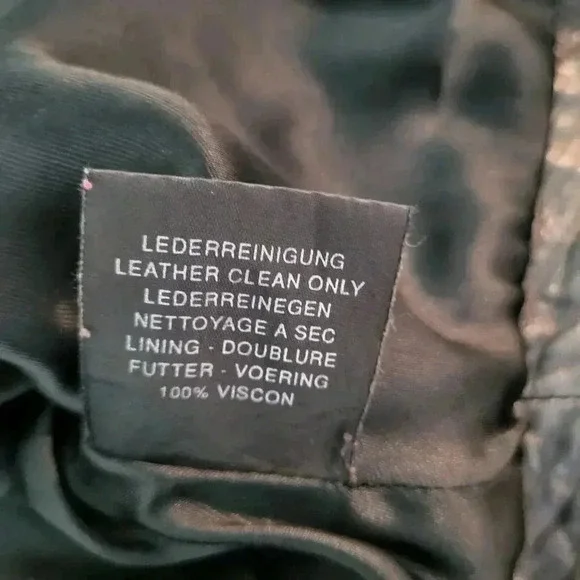 LEDERREINIGUNG
LEATHER CLEAN ONLY
LEDERREINEGEN
NETTOYAGE A SEC
LINING - DOUBLURE
FUTTER - VOERING
100% VISCON